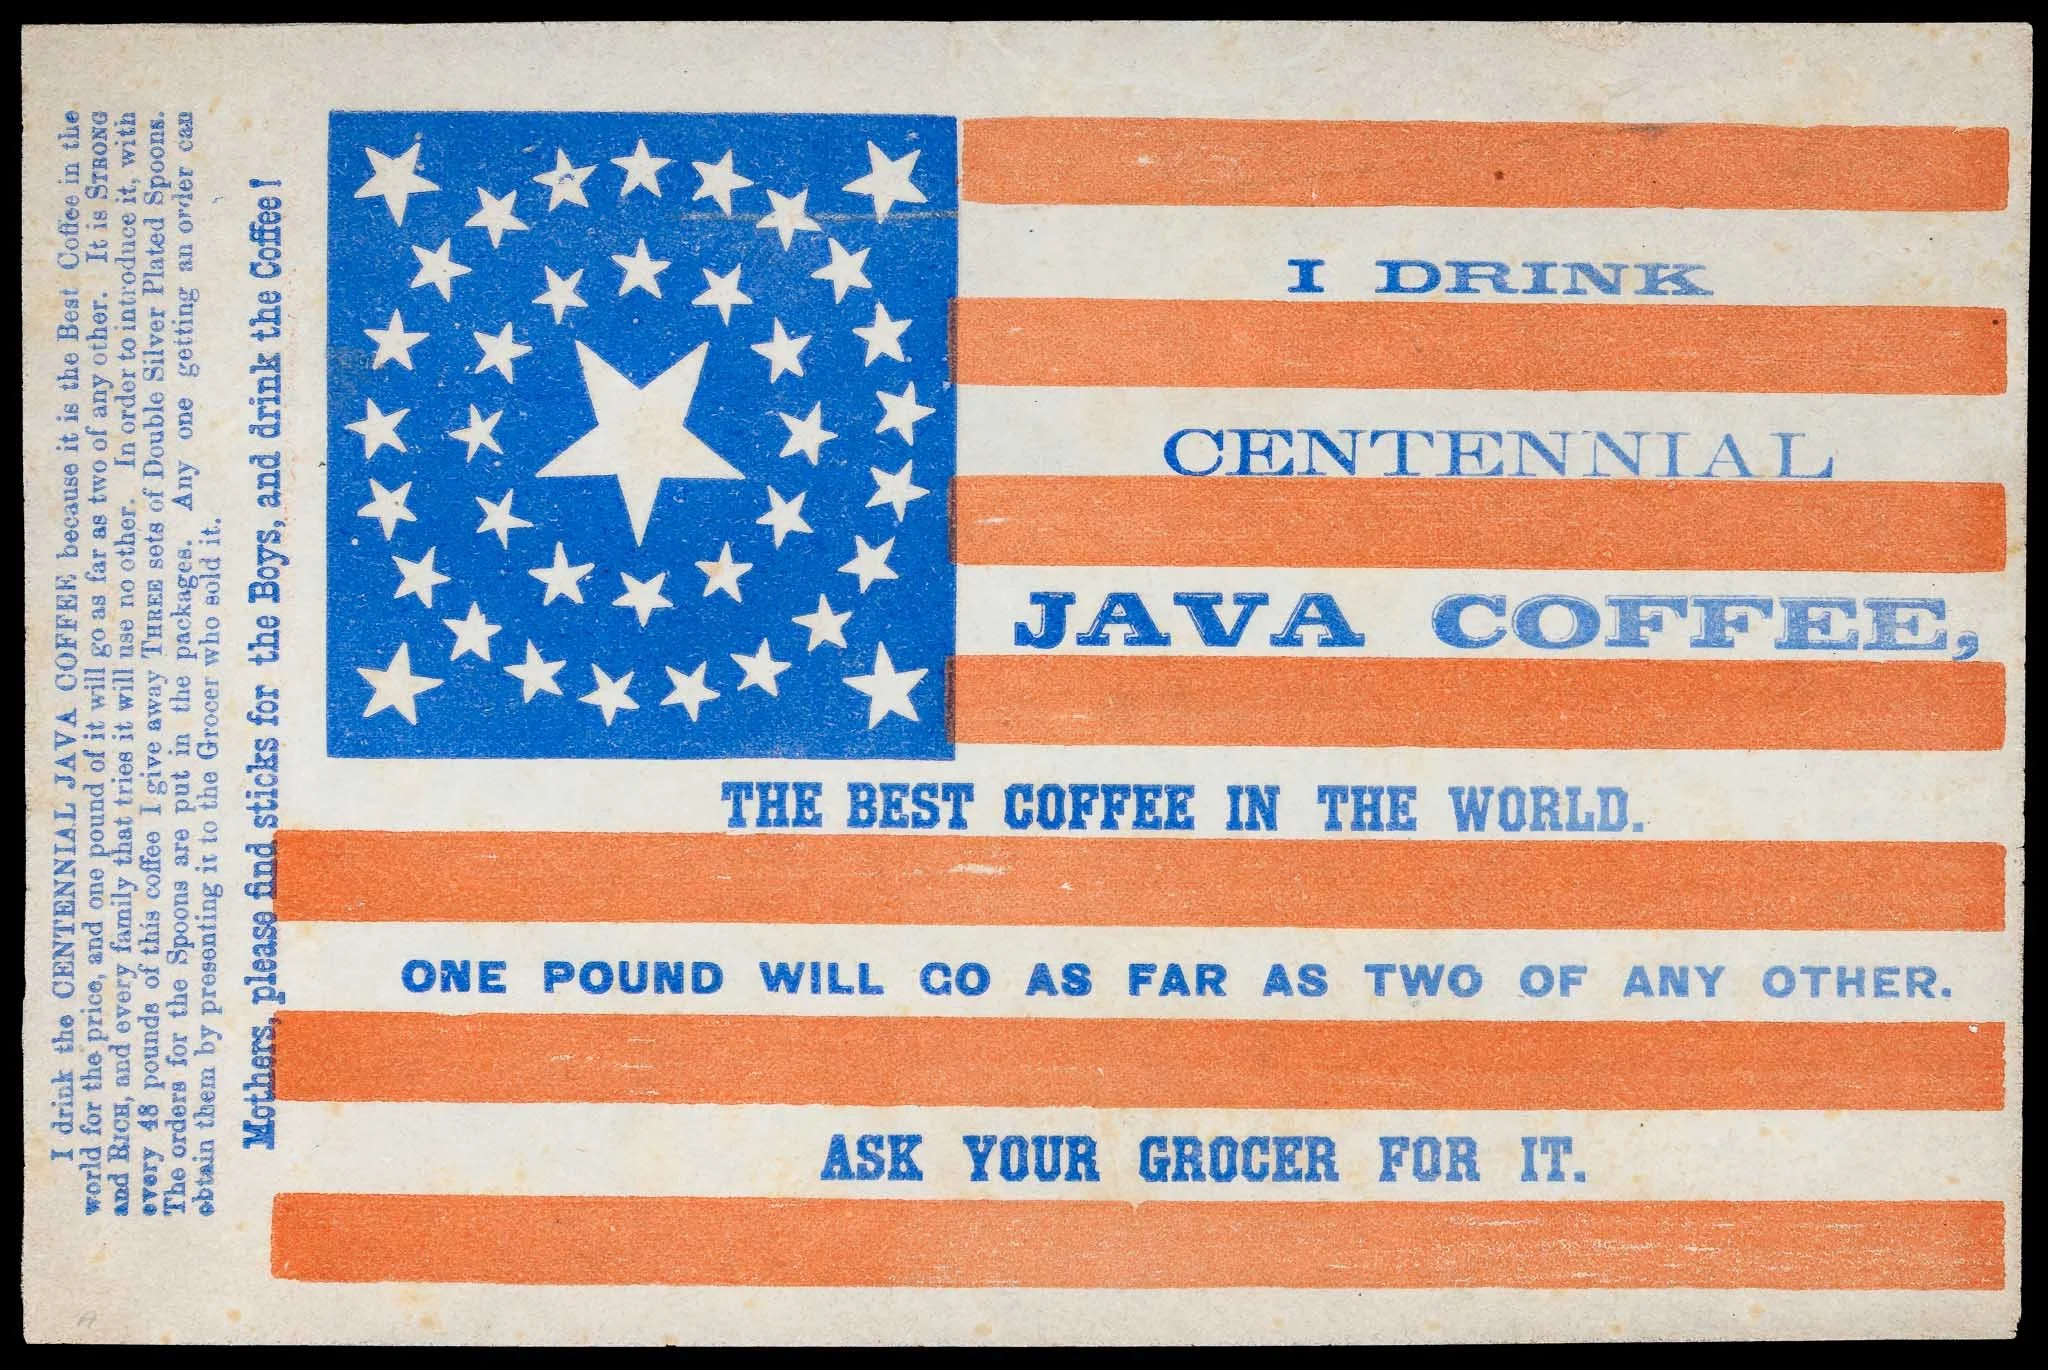 I drink the CENTENNIAL JAVA COFFEE because it is the Best Coffee in the
world for the price, and one pound of it will go as far as two of any other. It is STRONG
and RICH, and every family that tries it will use no other. In order to introduce it, with
every 48 pounds of this coffee I give away THREE sets of Double Silver Plated Spoons.
The orders for the Spoons are put in the packages. Any one getting an order can
obtain them by presenting it to the Grocer who sold it.
Mothers, please find sticks for the Boys, and drink the Coffee!
I DRINK
CENTENNIAL
JAVA COFFEE,
THE BEST COFFEE IN THE WORLD.
ONE POUND WILL GO AS FAR AS TWO OF ANY OTHER.
ASK YOUR GROCER FOR IT.